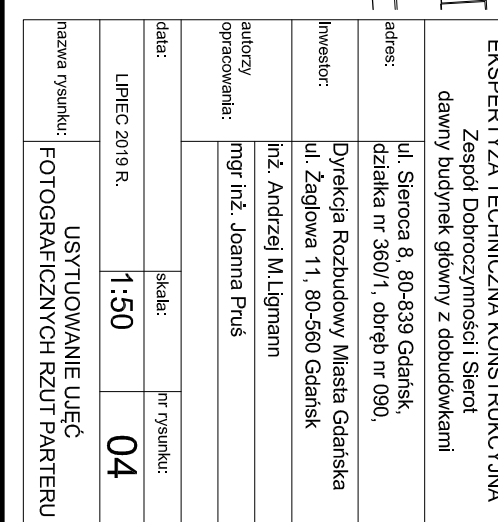 EKSPERTYZA TECHNICZNA KONSTRUKCYJNA
Zespół Dobroczynności i Sierot
dawny budynek główny z dobudówkami
adres:
ul. Sieroca 8, 80-839 Gdańsk,
działka nr 360/1, obręb nr 090,
Inwestor:
Dyrekcja Rozbudowy Miasta Gdańska
ul. Żaglowa 11, 80-560 Gdańsk
autorzy
opracowania:
inż. Andrzej M.Ligmann
mgr inż. Joanna Pruś
data:
LIPIEC 2019 R.
skala:
1:50
nr rysunku:
04
nazwa rysunku:
USYTUOWANIE UJĘĆ
FOTOGRAFICZNYCH RZUT PARTERU